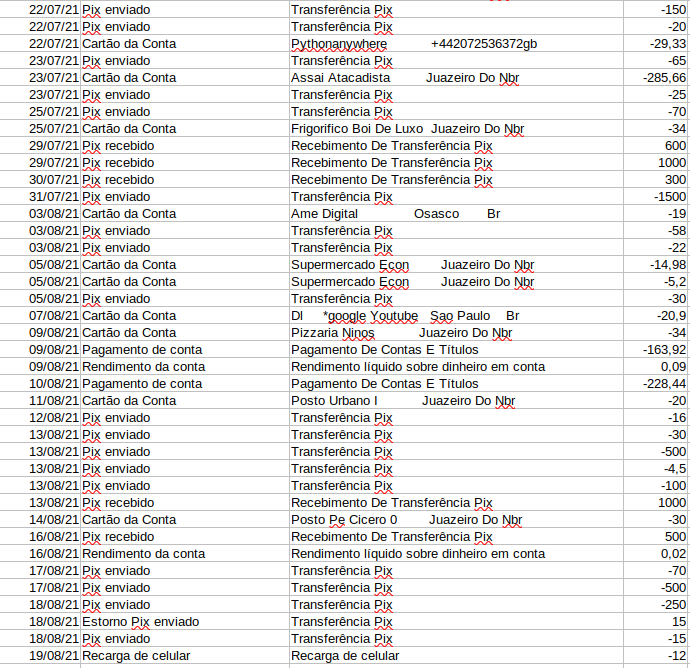 22/07/21 Pix enviado Transferência Pix -150
22/07/21 Pix enviado Transferência Pix -20
22/07/21 Cartão da Conta Pythonanywhere +442072536372gb -29,33
23/07/21 Pix enviado Transferência Pix -65
23/07/21 Cartão da Conta Assai Atacadista Juazeiro Do Nbr -285,66
23/07/21 Pix enviado Transferência Pix -25
25/07/21 Pix enviado Transferência Pix -70
25/07/21 Cartão da Conta Frigorifico Boi De Luxo Juazeiro Do Nbr -34
29/07/21 Pix recebido Recebimento De Transferência Pix 600
29/07/21 Pix recebido Recebimento De Transferência Pix 1000
30/07/21 Pix recebido Recebimento De Transferência Pix 300
31/07/21 Pix enviado Transferência Pix -1500
03/08/21 Cartão da Conta Ame Digital Osasco Br -19
03/08/21 Pix enviado Transferência Pix -58
03/08/21 Pix enviado Transferência Pix -22
05/08/21 Cartão da Conta Supermercado Econ Juazeiro Do Nbr -14,98
05/08/21 Cartão da Conta Supermercado Econ Juazeiro Do Nbr -5,2
05/08/21 Pix enviado Transferência Pix -30
07/08/21 Cartão da Conta Dl *google Youtube Sao Paulo Br -20,9
09/08/21 Cartão da Conta Pizzaria Ninos Juazeiro Do Nbr -34
09/08/21 Pagamento de conta Pagamento De Contas E Títulos -163,92
09/08/21 Rendimento da conta Rendimento líquido sobre dinheiro em conta 0,09
10/08/21 Pagamento de conta Pagamento De Contas E Títulos -228,44
11/08/21 Cartão da Conta Posto Urbano I Juazeiro Do Nbr -20
12/08/21 Pix enviado Transferência Pix -16
13/08/21 Pix enviado Transferência Pix -30
13/08/21 Pix enviado Transferência Pix -500
13/08/21 Pix enviado Transferência Pix -4,5
13/08/21 Pix enviado Transferência Pix -100
13/08/21 Pix recebido Recebimento De Transferência Pix 1000
14/08/21 Cartão da Conta Posto Pe Cicero 0 Juazeiro Do Nbr -30
16/08/21 Pix recebido Recebimento De Transferência Pix 500
16/08/21 Rendimento da conta Rendimento líquido sobre dinheiro em conta 0,02
17/08/21 Pix enviado Transferência Pix -70
17/08/21 Pix enviado Transferência Pix -500
18/08/21 Pix enviado Transferência Pix -250
18/08/21 Estorno Pix enviado Transferência Pix 15
18/08/21 Pix enviado Transferência Pix -15
19/08/21 Recarga de celular Recarga de celular -12